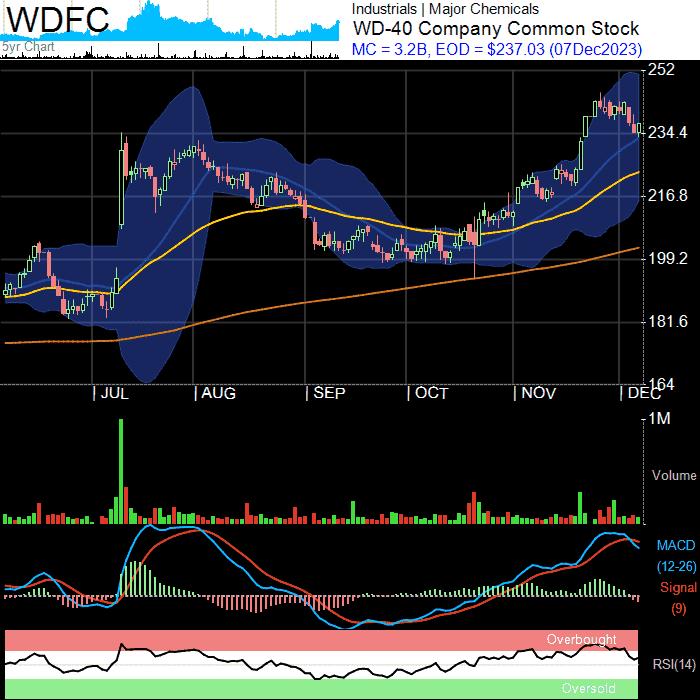 WDFC
5yr Chart
Industrials | Major Chemicals
WD-40 Company Common Stock
MC = 3.2B, EOD = $237.03 (07Dec2023)
252
234.4
216.8
199.2
181.6
164
JUL
AUG
SEP
OCT
NOV
DEC
1M
Volume
MACD
(12-26)
Signal
(9)
Overbought
RSI(14)
Oversold